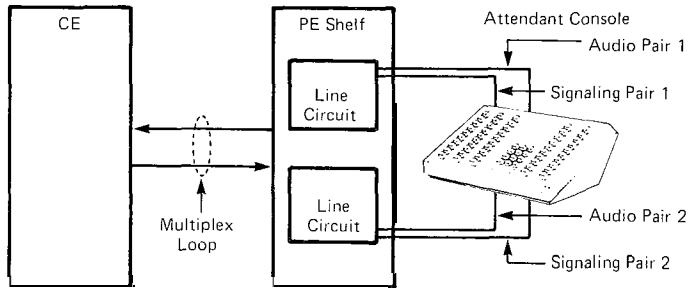 CE
PE Shelf
Attendant Console
Audio Pair 1
Signaling Pair 1
Line
Circuit
Multiplex
Loop
Line
Circuit
Audio Pair 2
Signaling Pair 2